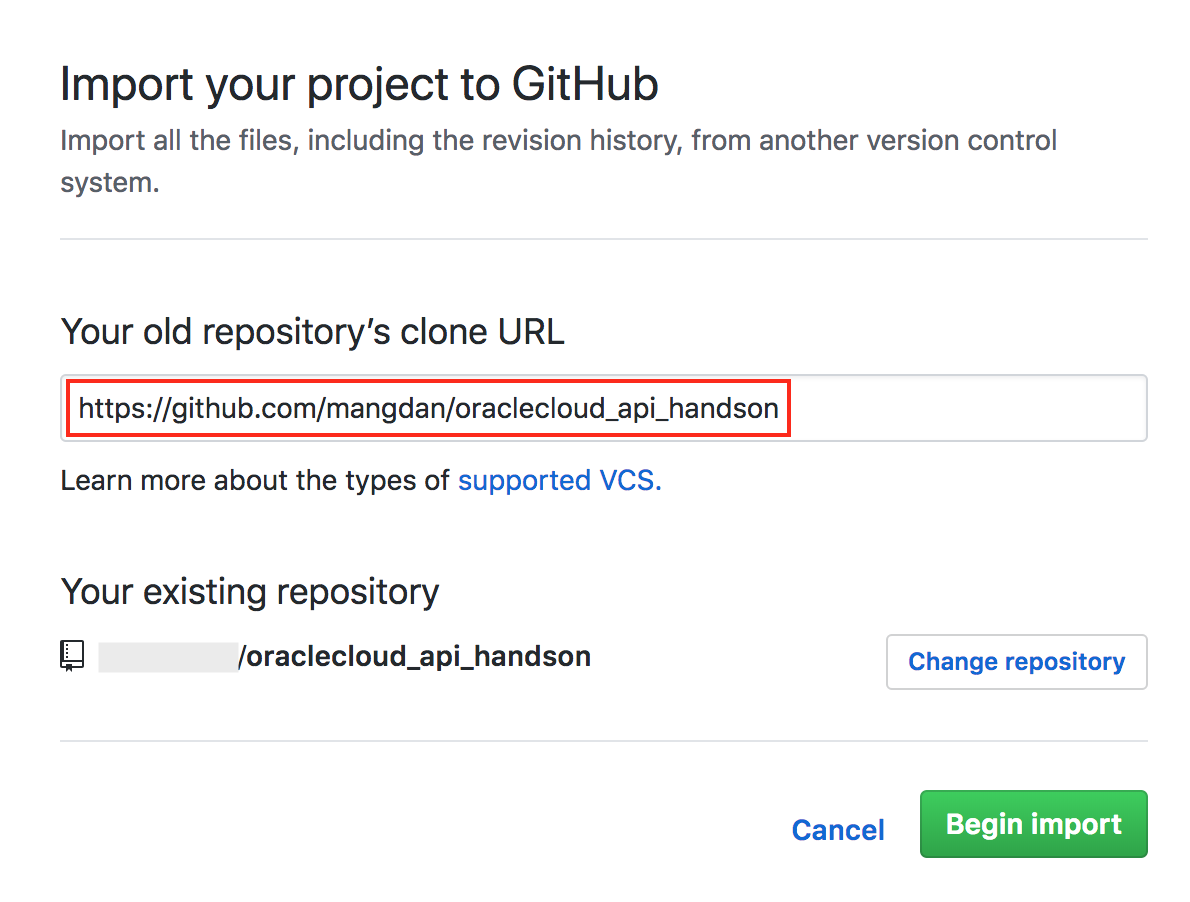 Import your project to GitHub
Import all the files, including the revision history, from another version control
system.
Your old repository’s clone URL
https://github.com/mangdan/oraclecloud_api_handson
Learn more about the types of supported VCS.
Your existing repository
/oraclecloud_api_handson
Change repository
Cancel
Begin import